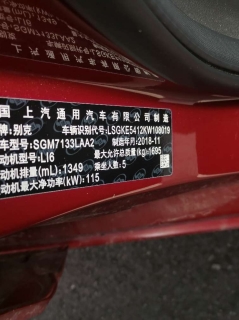 国 上汽通用汽车有限公司制造
牌:别克 车辆识别代号:LSGKE5412KW108019
车型号:SGM7133LAA2 制造年月:2018-11
动机型号:LI6 最大允许总质量(kg):1695
动机排量(mL):1349 乘坐人数:5
动机最大净功率(kW):115